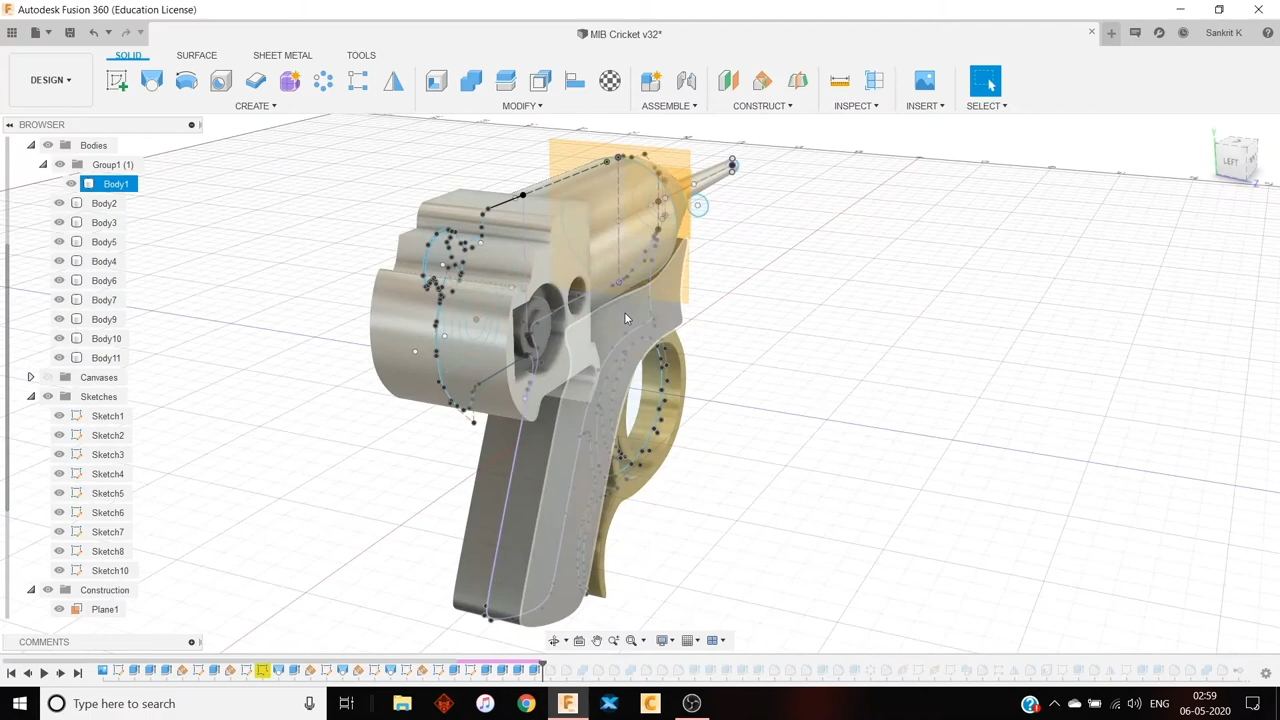 Autodesk Fusion 360 (Education License)
MIB Cricket v32*
Sankrit K
SOLID
SURFACE
SHEET METAL
TOOLS
DESIGN
CREATE
MODIFY
ASSEMBLE
CONSTRUCT
INSPECT
INSERT
SELECT
BROWSER
Bodies
Group1 (1)
Body1
Body2
Body3
Body5
Body4
Body6
Body7
Body9
Body10
Body11
Canvases
Sketches
Sketch1
Sketch2
Sketch3
Sketch4
Sketch5
Sketch6
Sketch7
Sketch8
Sketch10
Construction
Plane1
COMMENTS
LEFT
Y
Z
Type here to search
ENG
02:59
06-05-2020